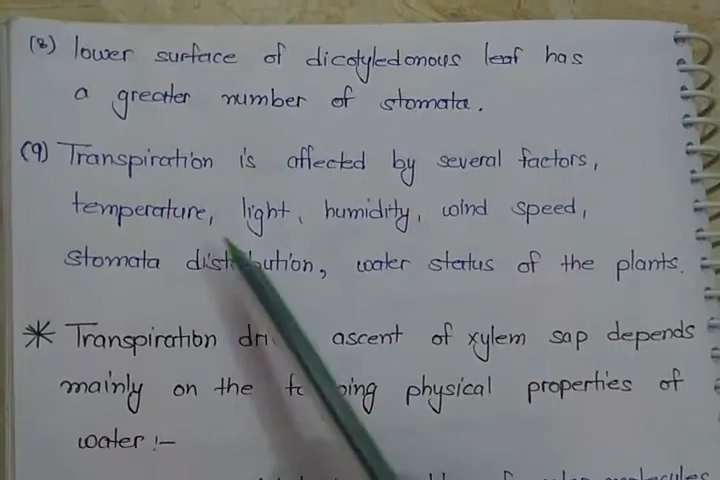 (8) lower surface of dicotyledonous leaf has
a greater number of stomata.
(9) Transpiration is affected by several factors,
temperature, light, humidity, wind speed,
stomata distribution, water status of the plants.
* Transpiration ascent of xylem sap depends
mainly on the physical properties of
water :-